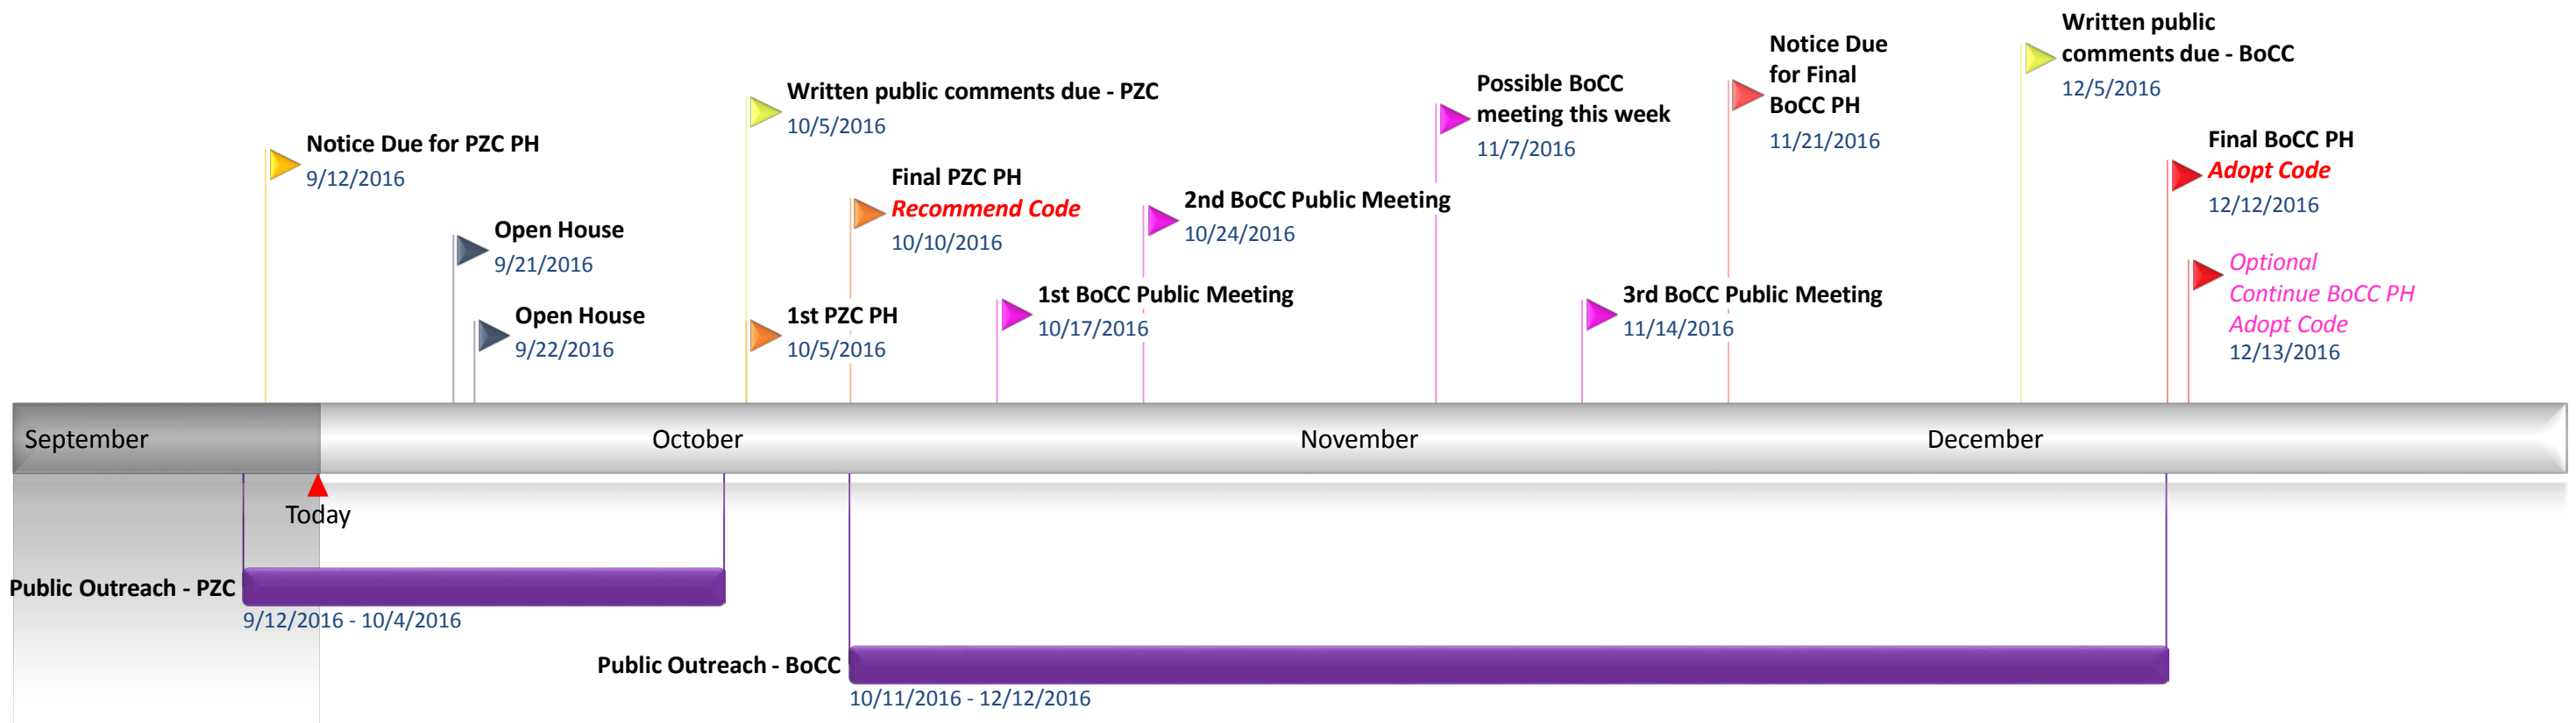 Written public
comments due - BoCC
12/5/2016
Notice Due
for Final
BoCC PH
11/21/2016
Possible BoCC
meeting this week
11/7/2016
Written public comments due - PZC
10/5/2016
Notice Due for PZC PH
9/12/2016
Final BoCC PH
Adopt Code
12/12/2016
Final PZC PH
Recommend Code
10/10/2016
2nd BoCC Public Meeting
10/24/2016
Open House
9/21/2016
Optional
Continue BoCC PH
Adopt Code
12/13/2016
Open House
9/22/2016
1st PZC PH
10/5/2016
1st BoCC Public Meeting
10/17/2016
3rd BoCC Public Meeting
11/14/2016
September
October
November
December
Today
Public Outreach - PZC
9/12/2016 - 10/4/2016
Public Outreach - BoCC
10/11/2016 - 12/12/2016